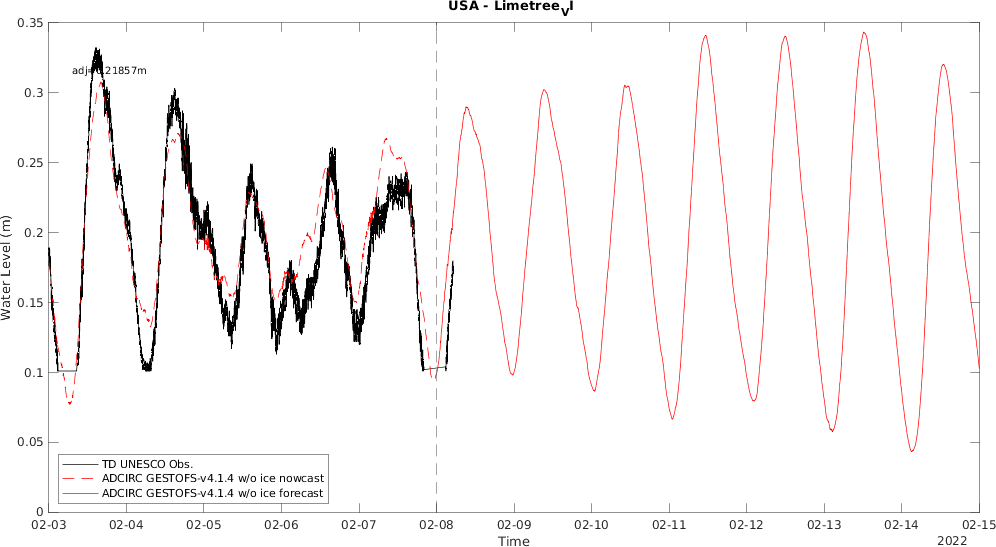 USA - LimetreeVI
0.35
0.3
0.25
0.2
0.15
0.1
0.05
0
Water Level (m)
TD UNESCO Obs.
ADCIRC GESTOFS-v4.1.4 w/o ice nowcast
ADCIRC GESTOFS-v4.1.4 w/o ice forecast
02-03 02-04 02-05 02-06 02-07 02-08 02-09 02-10 02-11 02-12 02-13 02-14 02-15
Time
2022